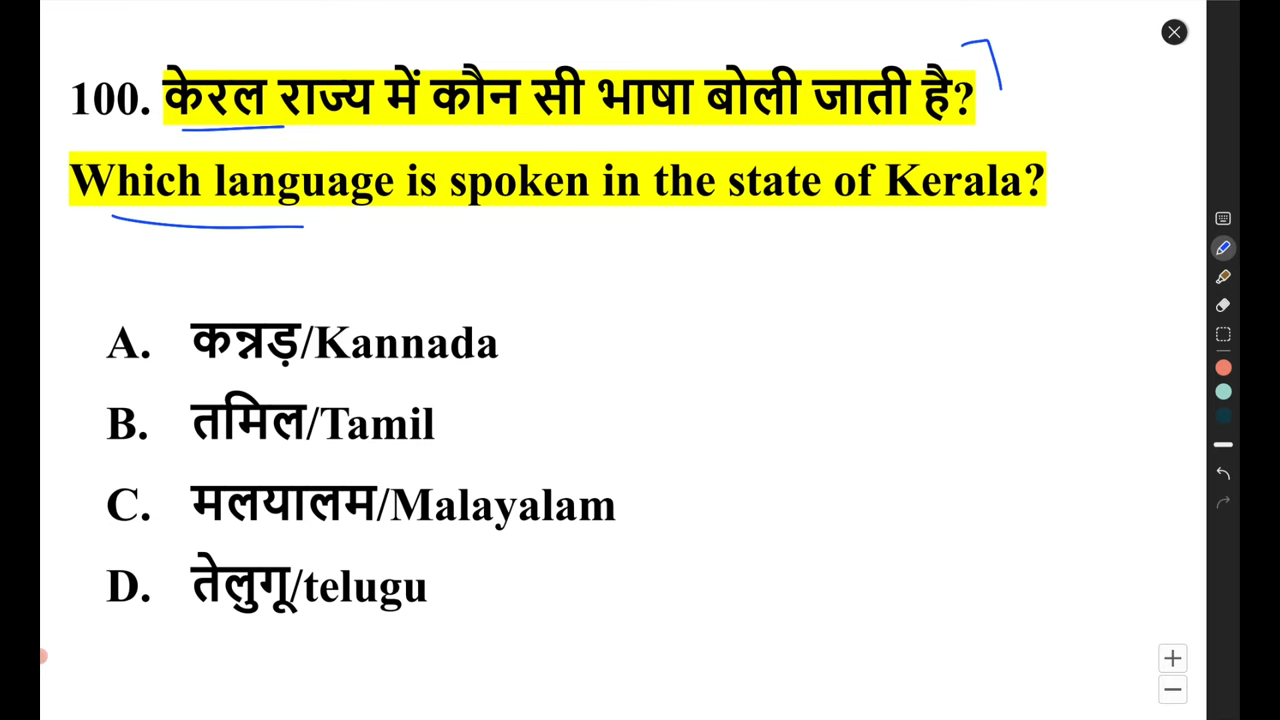 100. केरल राज्य में कौन सी भाषा बोली जाती है?
Which language is spoken in the state of Kerala?
A. कन्नड़/Kannada
B. तमिल/Tamil
C. मलयालम/Malayalam
D. तेलुगू/telugu